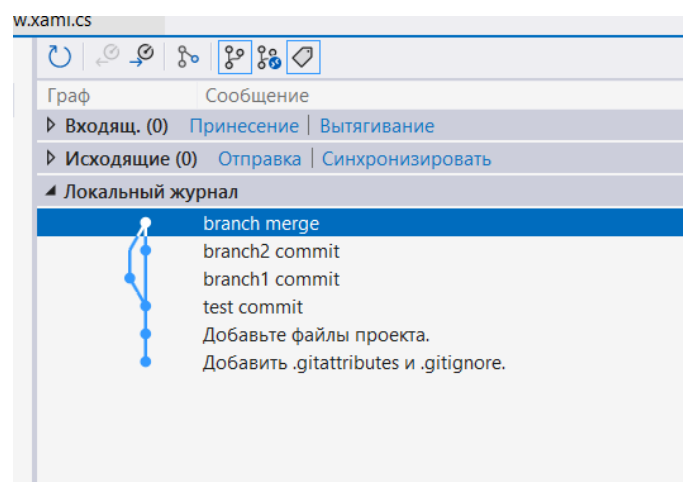 w.xaml.cs
Граф Сообщение
Входящ. (0) Принесение | Вытягивание
Исходящие (0) Отправка | Синхронизировать
Локальный журнал
branch merge
branch2 commit
branch1 commit
test commit
Добавьте файлы проекта.
Добавить .gitattributes и .gitignore.